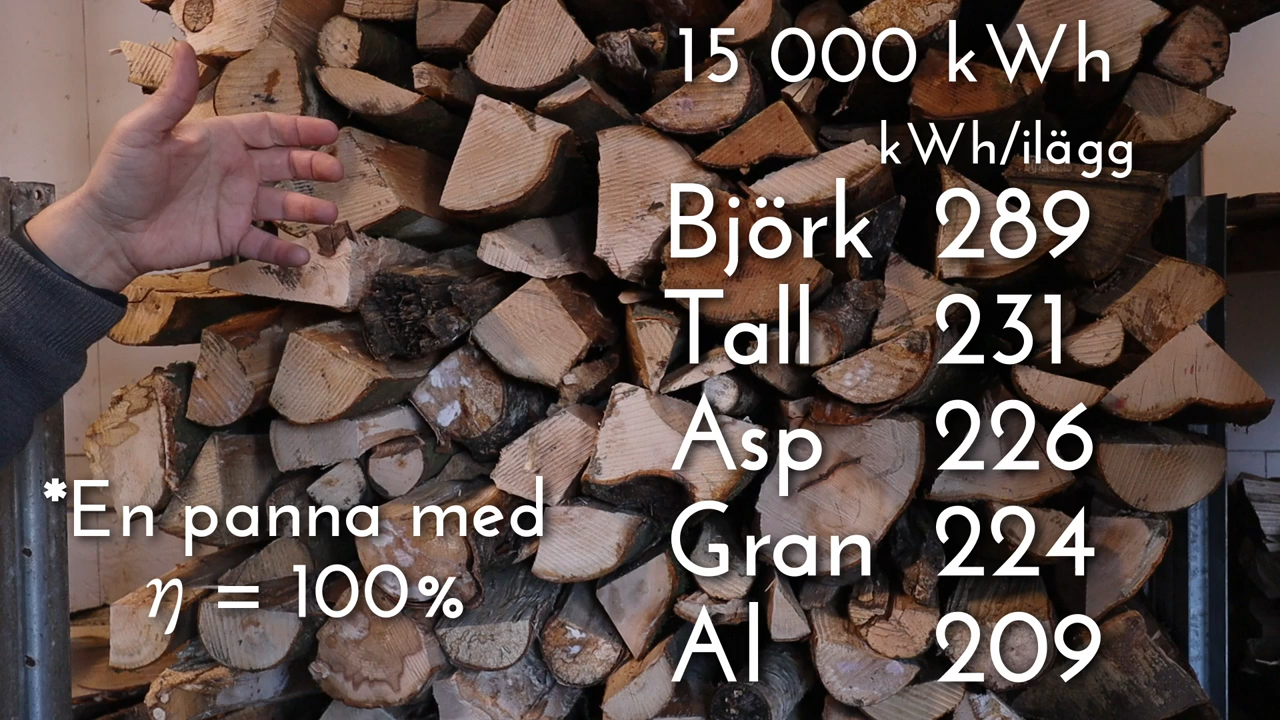 15 000 kWh
kWh/ilägg
Björk 289
Tall 231
Asp 226
Gran 224
Al 209
*En panna med
η = 100%